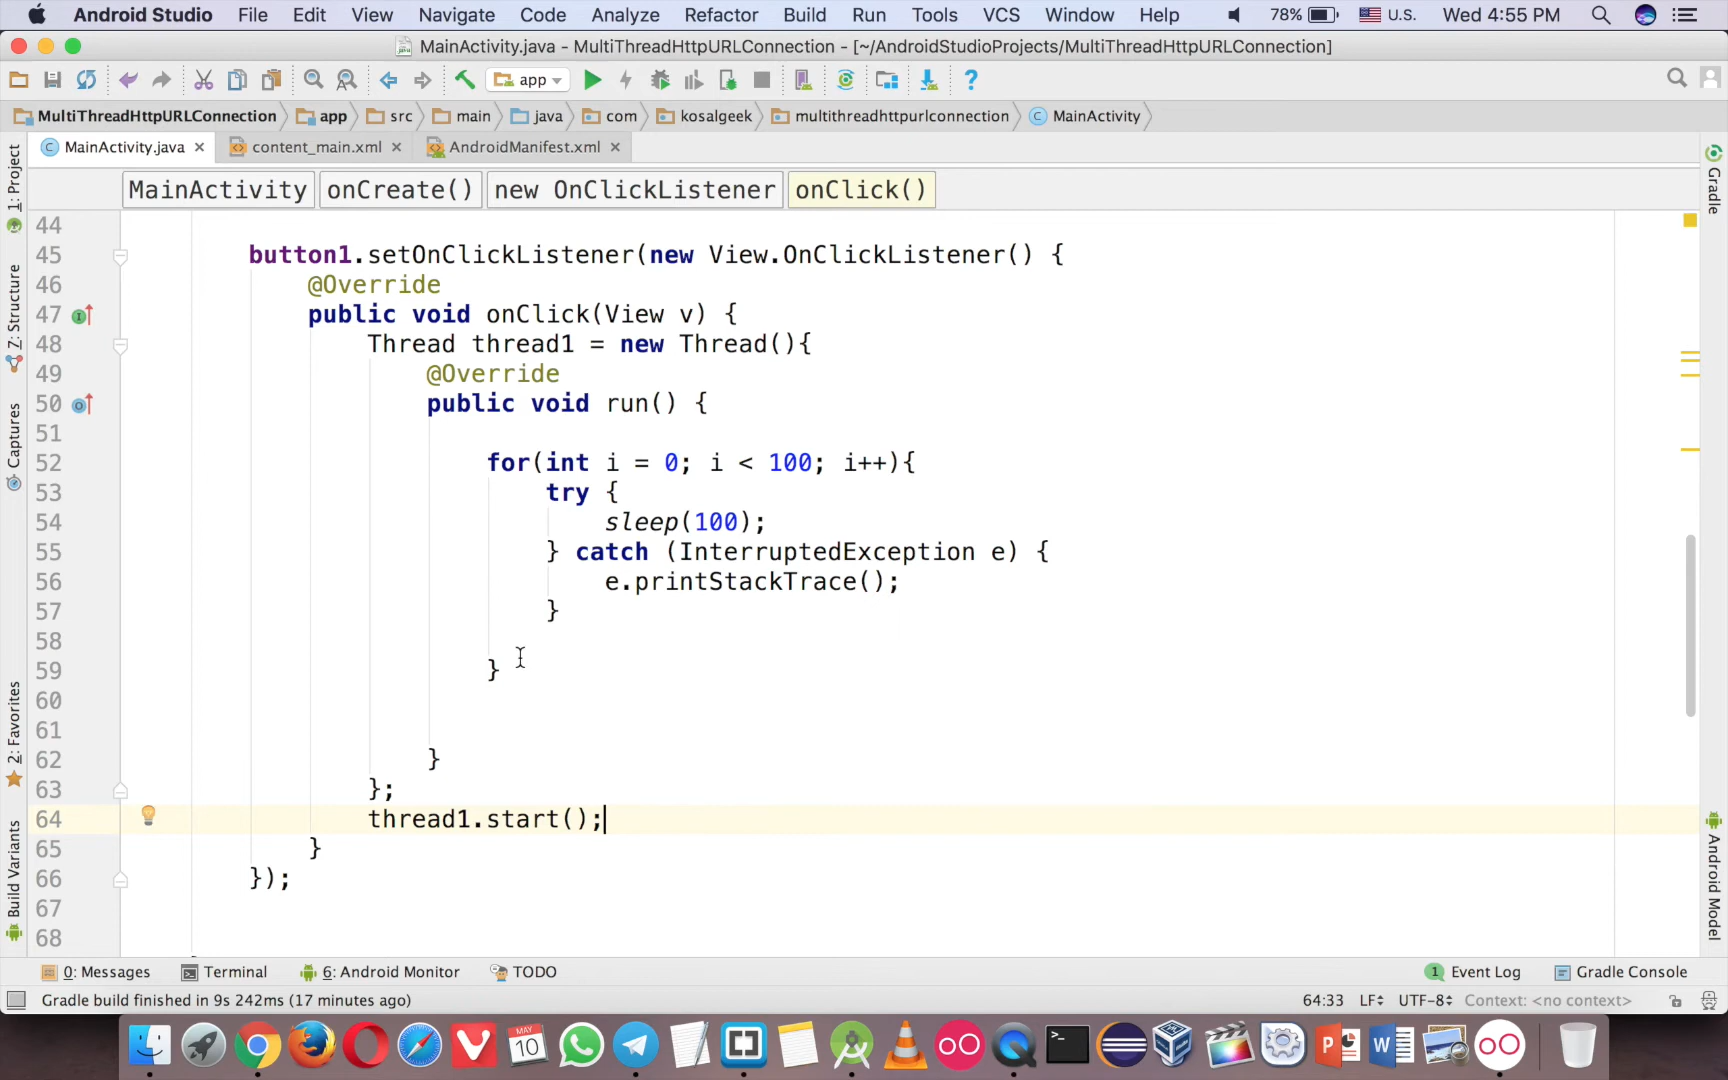 Android Studio File Edit View Navigate Code Analyze Refactor Build Run Tools VCS Window Help 78% U.S. Wed 4:55 PM
MainActivity.java - MultiThreadHttpURLConnection - [~/AndroidStudioProjects/MultiThreadHttpURLConnection]
app
MultiThreadHttpURLConnection app src main java com kosalgeek multithreadhttpurlconnection MainActivity
MainActivity.java content_main.xml AndroidManifest.xml
MainActivity onCreate() new OnClickListener onClick()
1: Project
Z: Structure
Captures
2: Favorites
Build Variants
44
45 button1.setOnClickListener(new View.OnClickListener() {
46 @Override
47 public void onClick(View v) {
48 Thread thread1 = new Thread(){
49 @Override
50 public void run() {
51
52 for(int i = 0; i < 100; i++){
53 try {
54 sleep(100);
55 } catch (InterruptedException e) {
56 e.printStackTrace();
57 }
58
59 }
60
61
62 }
63 };
64 thread1.start();
65 }
66 });
67
68
Gradle
Android Model
0: Messages Terminal 6: Android Monitor TODO 1 Event Log Gradle Console
Gradle build finished in 9s 242ms (17 minutes ago) 64:33 LF UTF-8 Context: <no context>
MAY
10
P
W